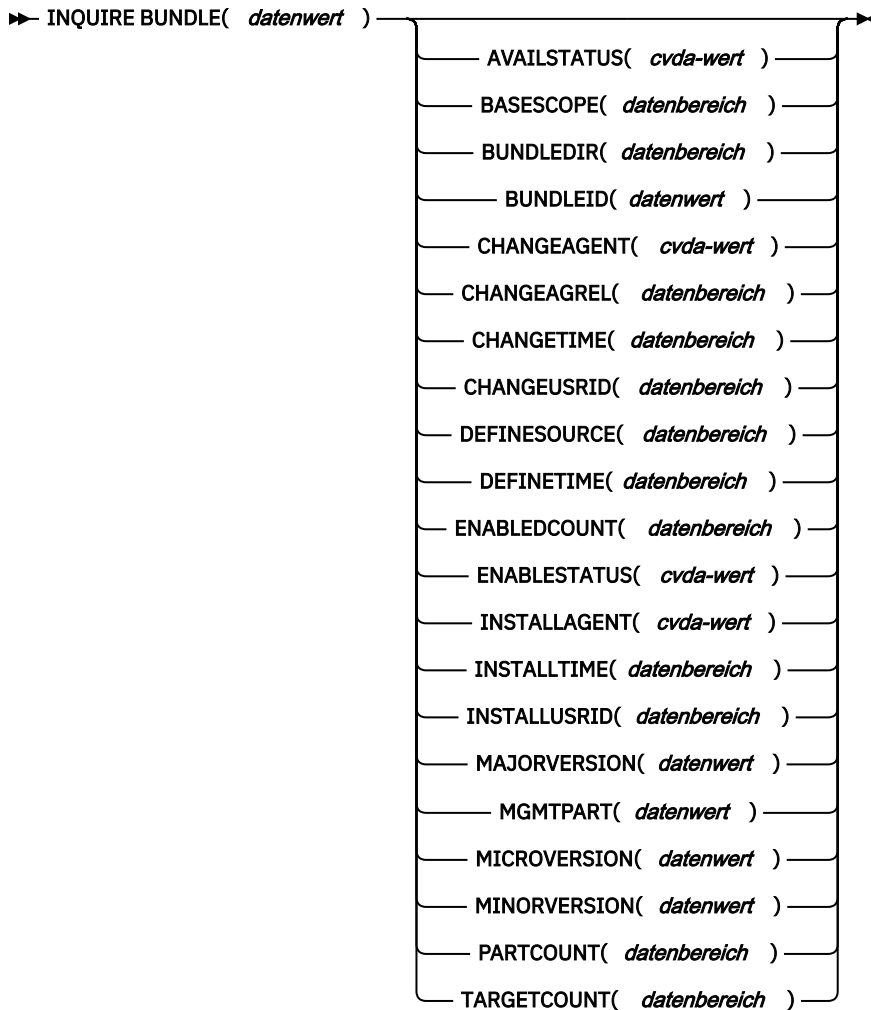 INQUIRE BUNDLE( datenwert )
AVAILSTATUS( cvda-wert )
BASESCOPE( datenbereich )
BUNDLEDIR( datenbereich )
BUNDLEID( datenwert )
CHANGEAGENT( cvda-wert )
CHANGEAGREL( datenbereich )
CHANGETIME( datenbereich )
CHANGEUSRID( datenbereich )
DEFINESOURCE( datenbereich )
DEFINETIME( datenbereich )
ENABLEDCOUNT( datenbereich )
ENABLESTATUS( cvda-wert )
INSTALLAGENT( cvda-wert )
INSTALLTIME( datenbereich )
INSTALLUSRID( datenbereich )
MAJORVERSION( datenwert )
MGMTPART( datenwert )
MICROVERSION( datenwert )
MINORVERSION( datenwert )
PARTCOUNT( datenbereich )
TARGETCOUNT( datenbereich )